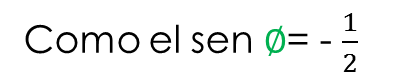 Como el sen ∅= - 1/2